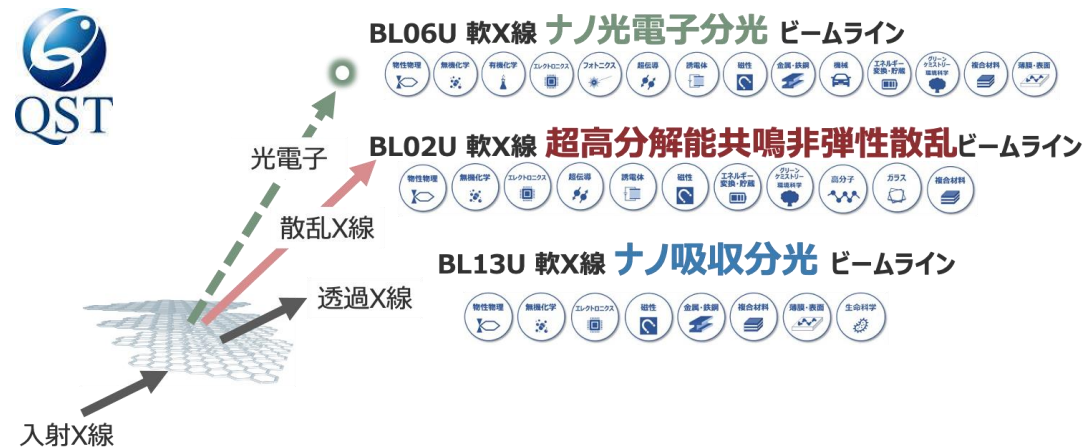 QST
BL06U 軟X線 ナノ光電子分光 ビームライン
物性物理 無機化学 有機化学 エレクトロニクス フォトニクス 超伝導 誘電体 磁性 金属・鉄鋼 機械 エネルギー変換・貯蔵 グリーンケミストリー環境科学 複合材料 薄膜・表面
光電子
BL02U 軟X線 超高分解能共鳴非弾性散乱ビームライン
物性物理 無機化学 エレクトロニクス 超伝導 誘電体 磁性 エネルギー変換・貯蔵 グリーンケミストリー環境科学 高分子 ガラス 複合材料
散乱X線
BL13U 軟X線 ナノ吸収分光 ビームライン
透過X線
物性物理 無機化学 エレクトロニクス 磁性 金属・鉄鋼 複合材料 薄膜・表面 生命科学
入射X線